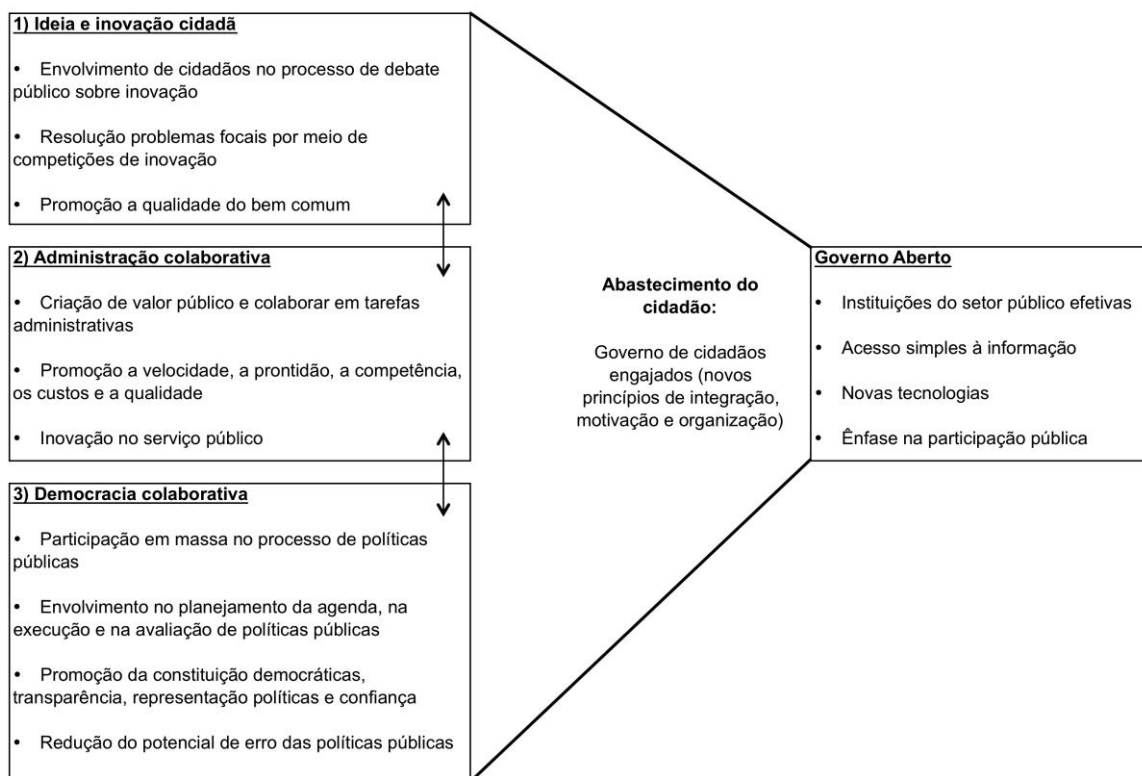 1) Ideia e inovação cidadã
• Envolvimento de cidadãos no processo de debate
público sobre inovação
• Resolução problemas focais por meio de
competições de inovação
• Promoção a qualidade do bem comum
2) Administração colaborativa
• Criação de valor público e colaborar em tarefas
administrativas
• Promoção a velocidade, a prontidão, a competência,
os custos e a qualidade
• Inovação no serviço público
3) Democracia colaborativa
• Participação em massa no processo de políticas
públicas
• Envolvimento no planejamento da agenda, na
execução e na avaliação de políticas públicas
• Promoção da constituição democráticas,
transparência, representação políticas e confiança
• Redução do potencial de erro das políticas públicas
Abastecimento do
cidadão:
Governo de cidadãos
engajados (novos
princípios de integração,
motivação e organização)
Governo Aberto
• Instituições do setor público efetivas
• Acesso simples à informação
• Novas tecnologias
• Ênfase na participação pública